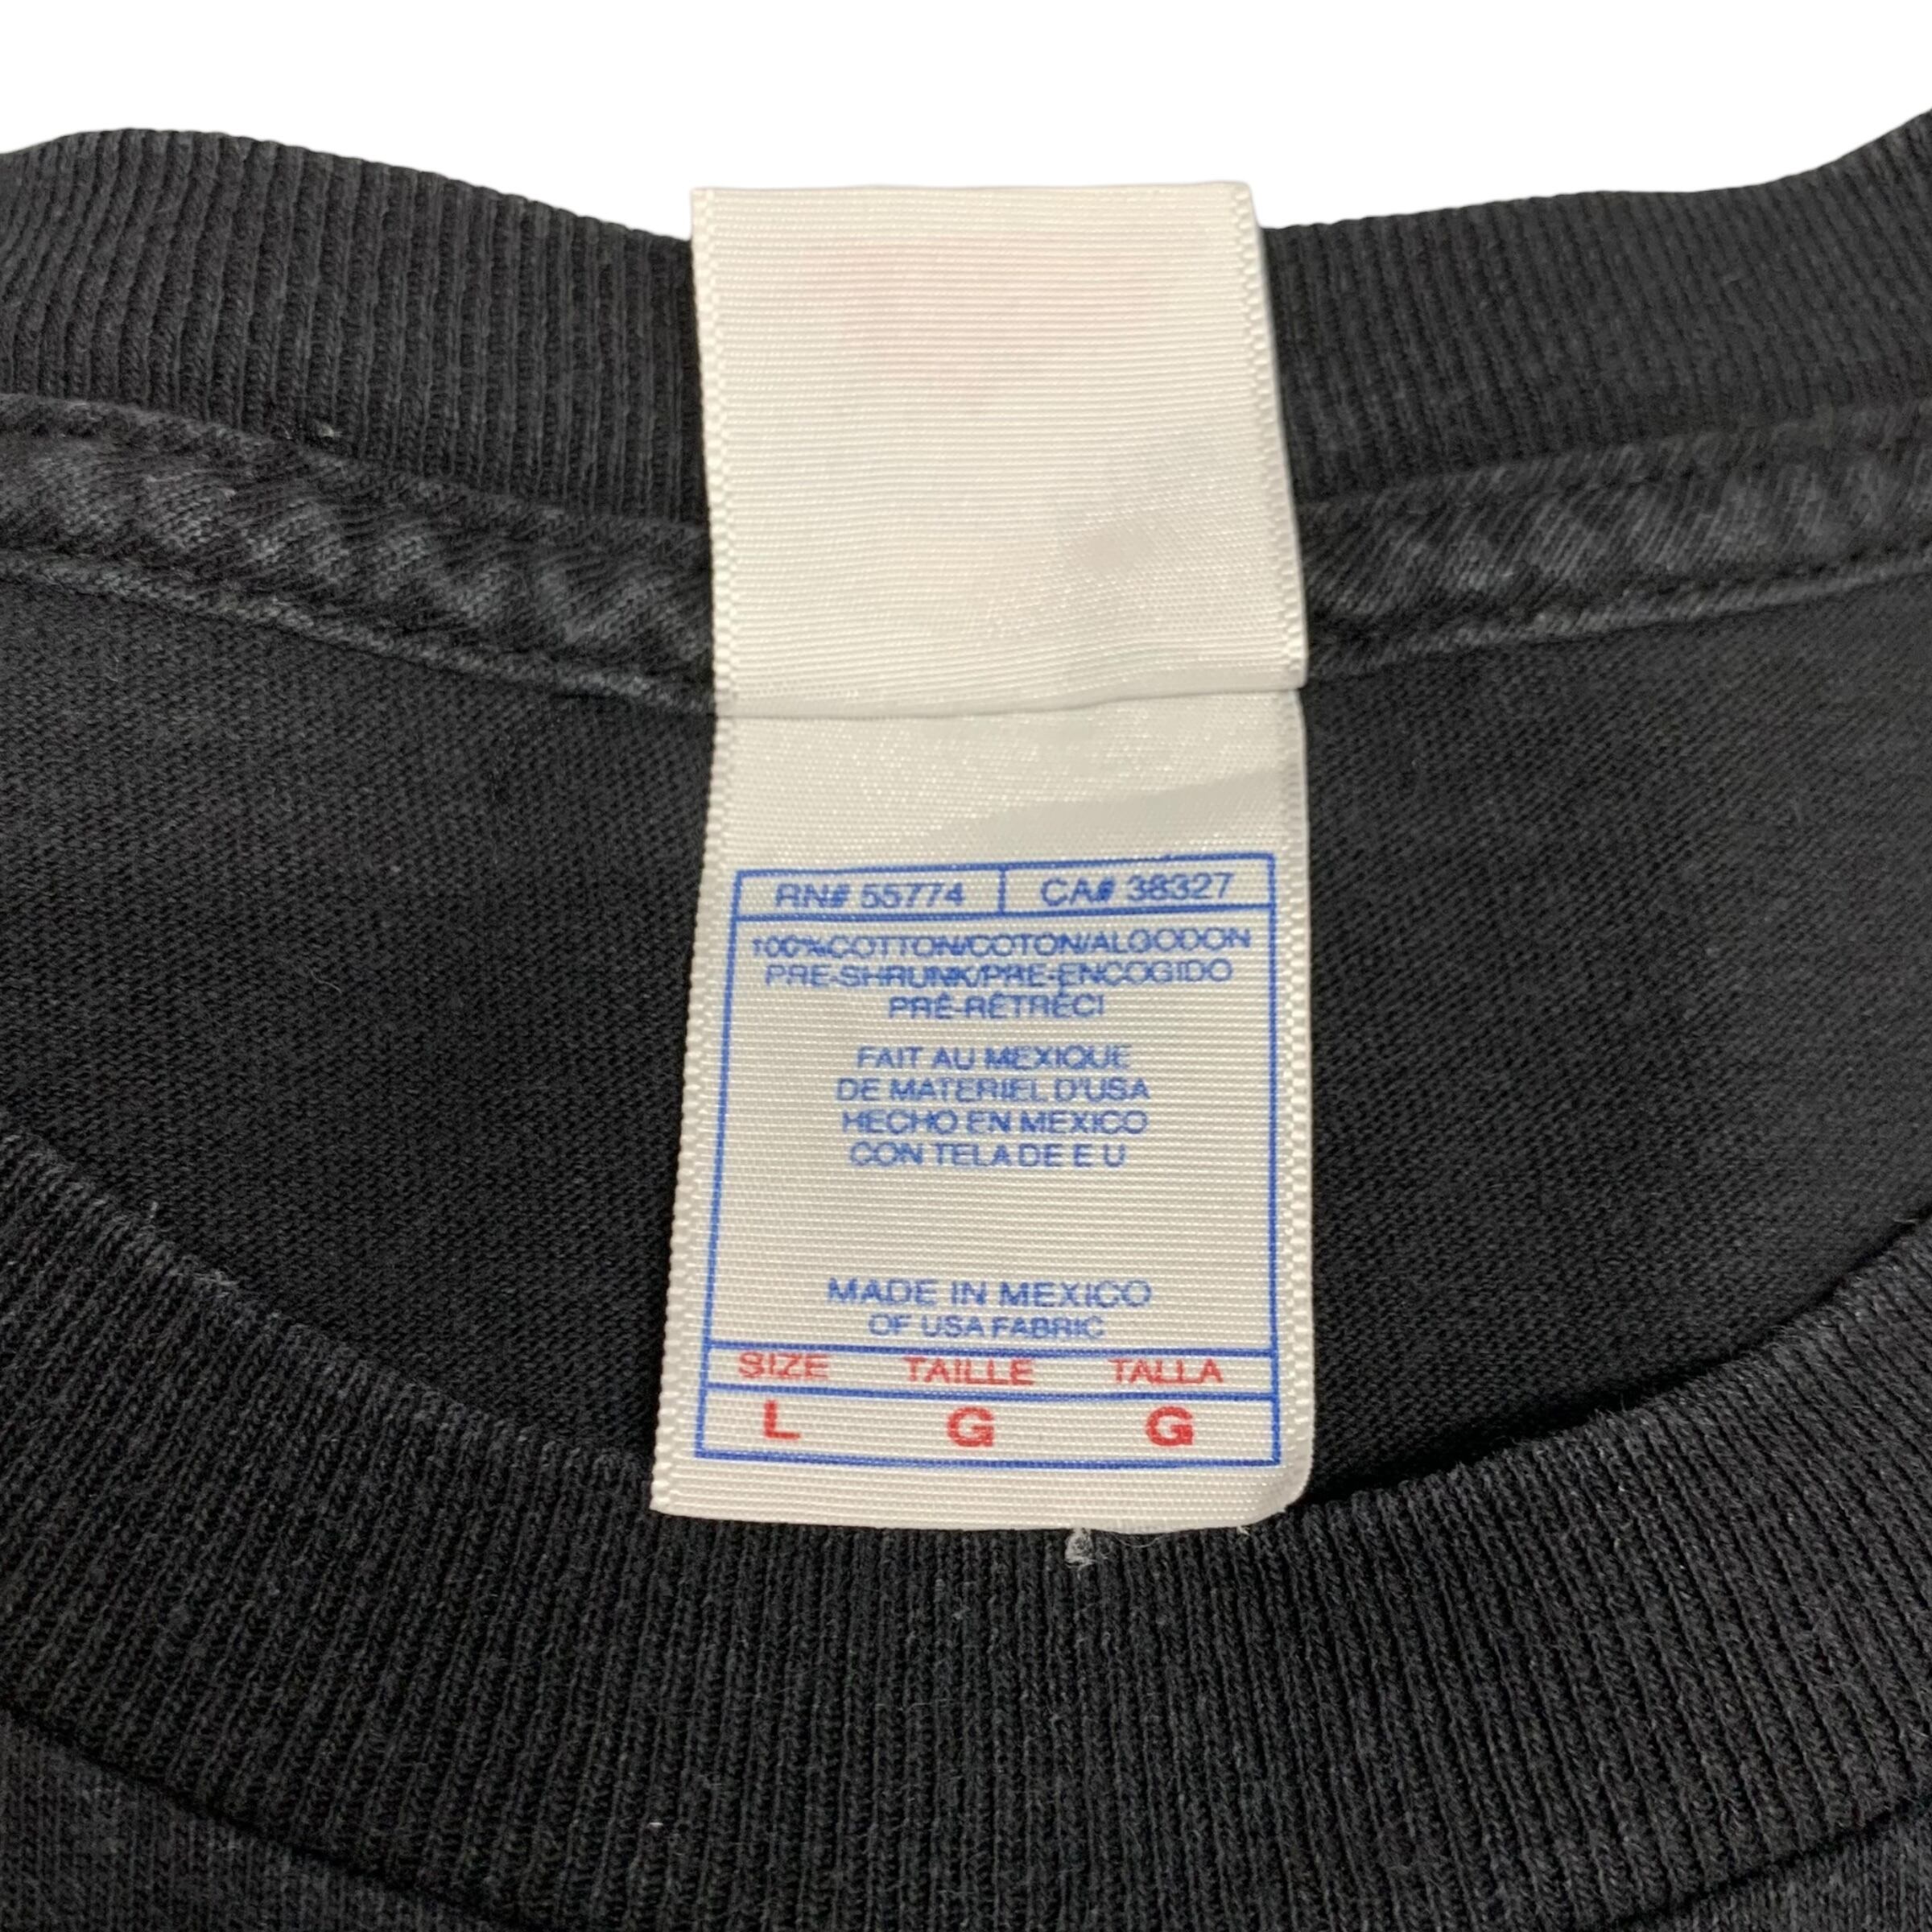 RN# 55774 CA# 38327
100%COTTON/COTON/ALGODON
PRE-SHRUNK/PRE-ENCOGIDO
PRÉ-RÉTRÉCI
FAIT AU MEXIQUE
DE MATERIEL D'USA
HECHO EN MEXICO
CON TELA DE E U
MADE IN MEXICO
OF USA FABRIC
SIZE TAILLE TALLA
L G G